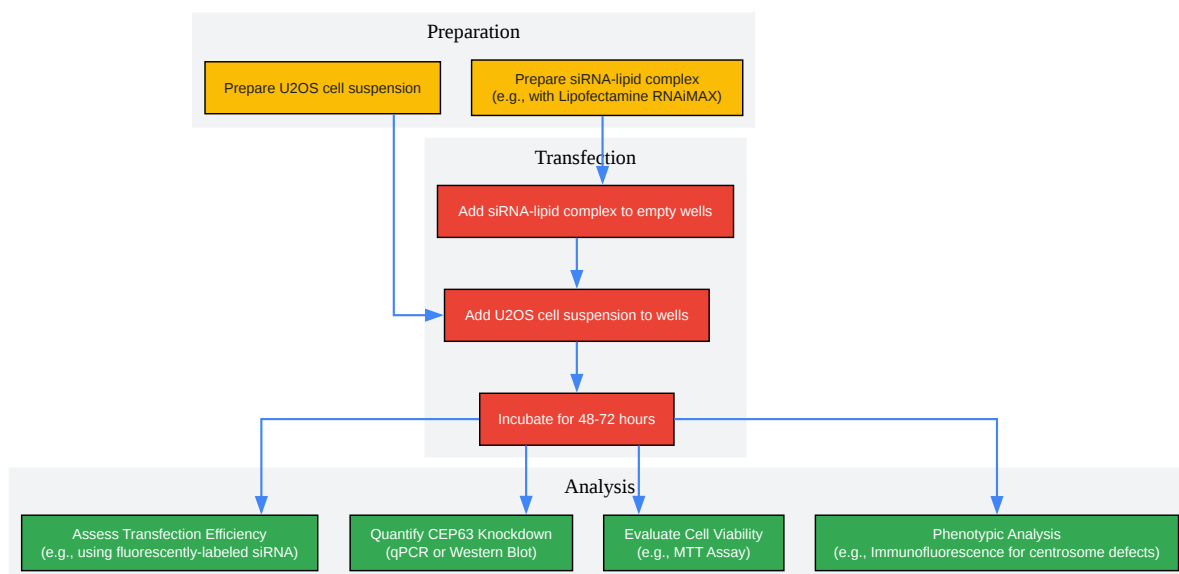 Preparation
Prepare U2OS cell suspension
Prepare siRNA-lipid complex
(e.g., with Lipofectamine RNAiMAX)
Transfection
Add siRNA-lipid complex to empty wells
Add U2OS cell suspension to wells
Incubate for 48-72 hours
Analysis
Assess Transfection Efficiency
(e.g., using fluorescently-labeled siRNA)
Quantify CEP63 Knockdown
(qPCR or Western Blot)
Evaluate Cell Viability
(e.g., MTT Assay)
Phenotypic Analysis
(e.g., Immunofluorescence for centrosome defects)